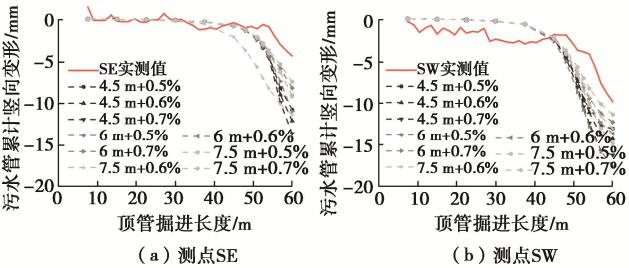 污水管累计竖向变形/mm
0
−5
−10
−15
−20
SE实测值
4.5 m+0.5%
4.5 m+0.6%
4.5 m+0.7%
6 m+0.5%
6 m+0.7%
7.5 m+0.6%
6 m+0.6%
7.5 m+0.5%
7.5 m+0.7%
0 10 20 30 40 50 60
顶管掘进长度/m
(a)测点SE
污水管累计竖向变形/mm
0
−5
−10
−15
−20
SW实测值
4.5 m+0.5%
4.5 m+0.6%
4.5 m+0.7%
6 m+0.5%
6 m+0.7%
7.5 m+0.6%
6 m+0.6%
7.5 m+0.5%
7.5 m+0.7%
0 10 20 30 40 50 60
顶管掘进长度/m
(b)测点SW